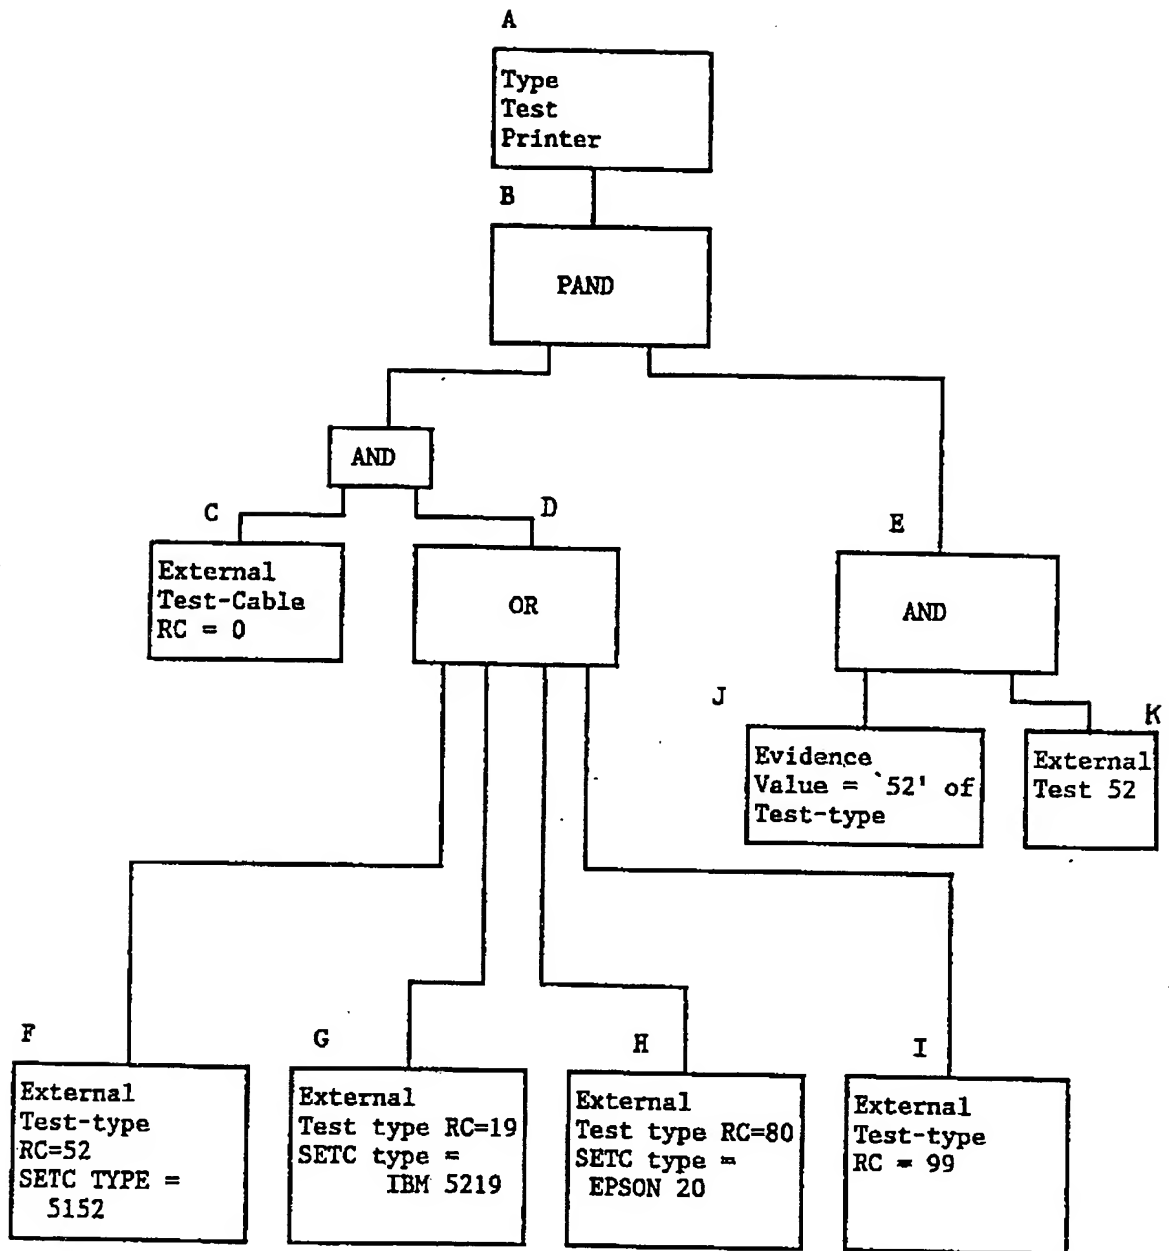 A
Type
Test
Printer
B
PAND
AND
C
D
E
External
Test-Cable
RC = 0
OR
AND
J
K
Evidence
Value = `52' of
Test-type
External
Test 52
F
G
H
I
External
Test-type
RC=52
SETC TYPE =
5152
External
Test type RC=19
SETC type =
IBM 5219
External
Test type RC=80
SETC type =
EPSON 20
External
Test-type
RC = 99